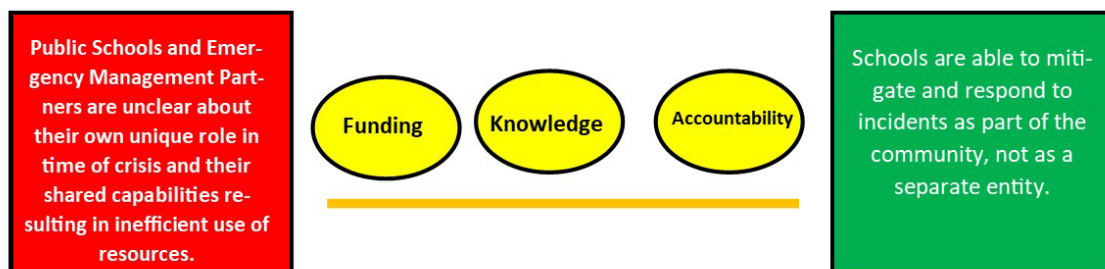 Public Schools and Emer-
gency Management Part-
ners are unclear about
their own unique role in
time of crisis and their
shared capabilities re-
sulting in inefficient use of
resources.
Funding
Knowledge
Accountability
Schools are able to miti-
gate and respond to
incidents as part of the
community, not as a
separate entity.